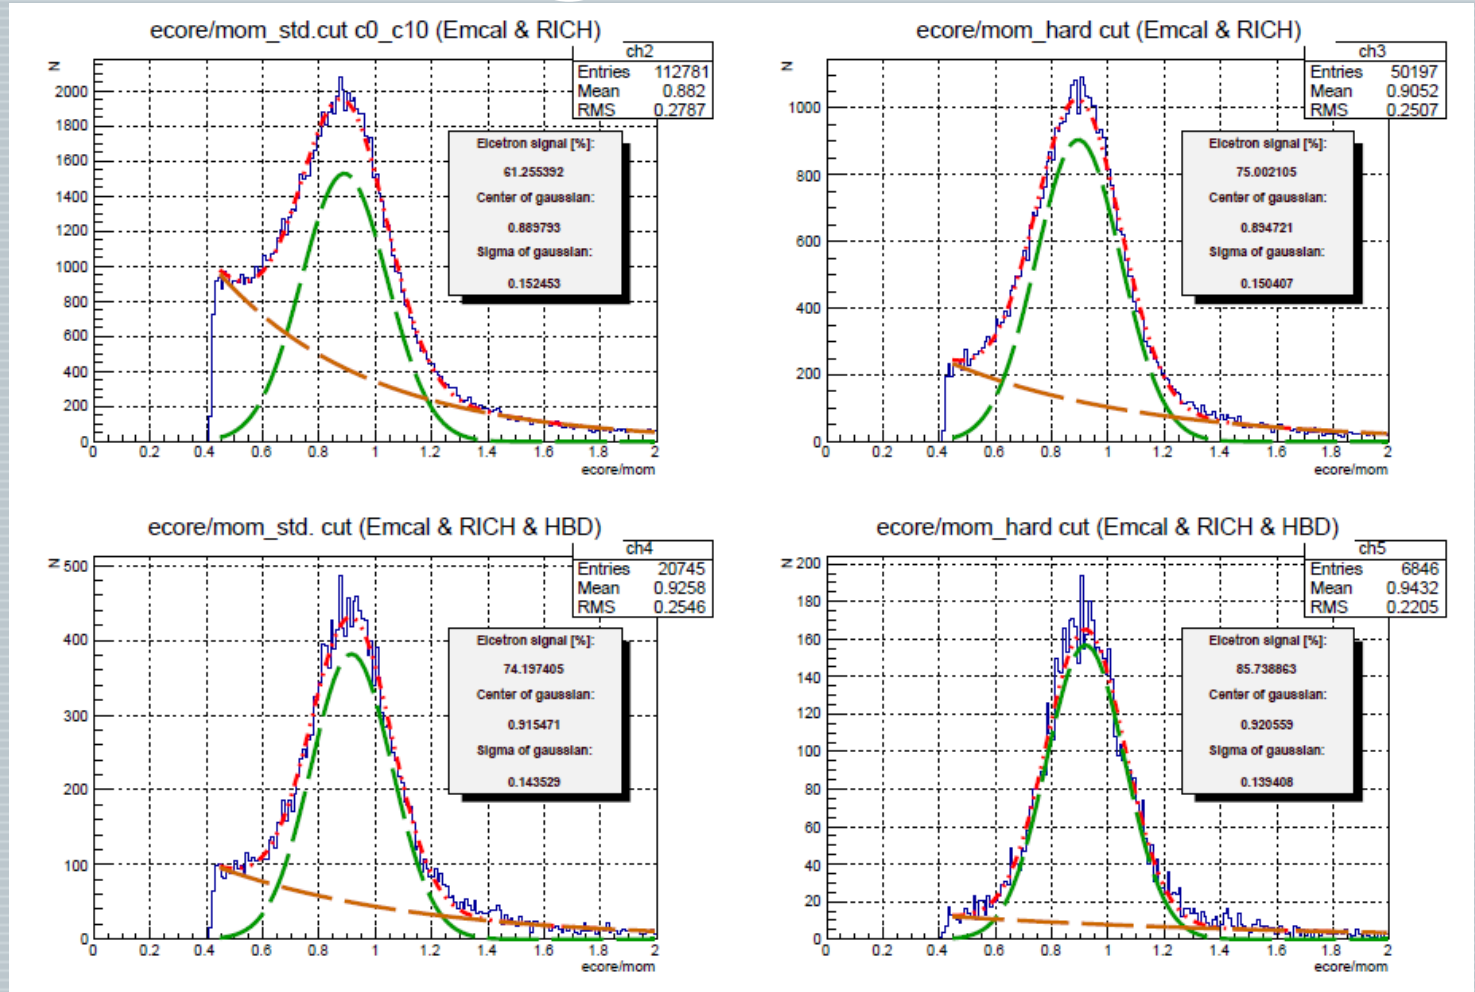 ecore/mom_std.cut c0_c10 (Emcal & RICH)
ch2
Entries 112781
Mean 0.882
RMS 0.2787
N
2000
1800
1600
1400
1200
1000
800
600
400
200
0
Elcetron signal [%]:
61.255392
Center of gaussian:
0.889793
Sigma of gaussian:
0.152453
0 0.2 0.4 0.6 0.8 1 1.2 1.4 1.6 1.8 2
ecore/mom
ecore/mom_hard cut (Emcal & RICH)
ch3
Entries 50197
Mean 0.9052
RMS 0.2507
N
1000
800
600
400
200
0
Elcetron signal [%]:
75.002105
Center of gaussian:
0.894721
Sigma of gaussian:
0.150407
0 0.2 0.4 0.6 0.8 1 1.2 1.4 1.6 1.8 2
ecore/mom
ecore/mom_std. cut (Emcal & RICH & HBD)
ch4
Entries 20745
Mean 0.9258
RMS 0.2546
N
500
400
300
200
100
0
Elcetron signal [%]:
74.197405
Center of gaussian:
0.915471
Sigma of gaussian:
0.143529
0 0.2 0.4 0.6 0.8 1 1.2 1.4 1.6 1.8 2
ecore/mom
ecore/mom_hard cut (Emcal & RICH & HBD)
ch5
Entries 6846
Mean 0.9432
RMS 0.2205
N
200
180
160
140
120
100
80
60
40
20
0
Elcetron signal [%]:
85.738863
Center of gaussian:
0.920559
Sigma of gaussian:
0.139408
0 0.2 0.4 0.6 0.8 1 1.2 1.4 1.6 1.8 2
ecore/mom